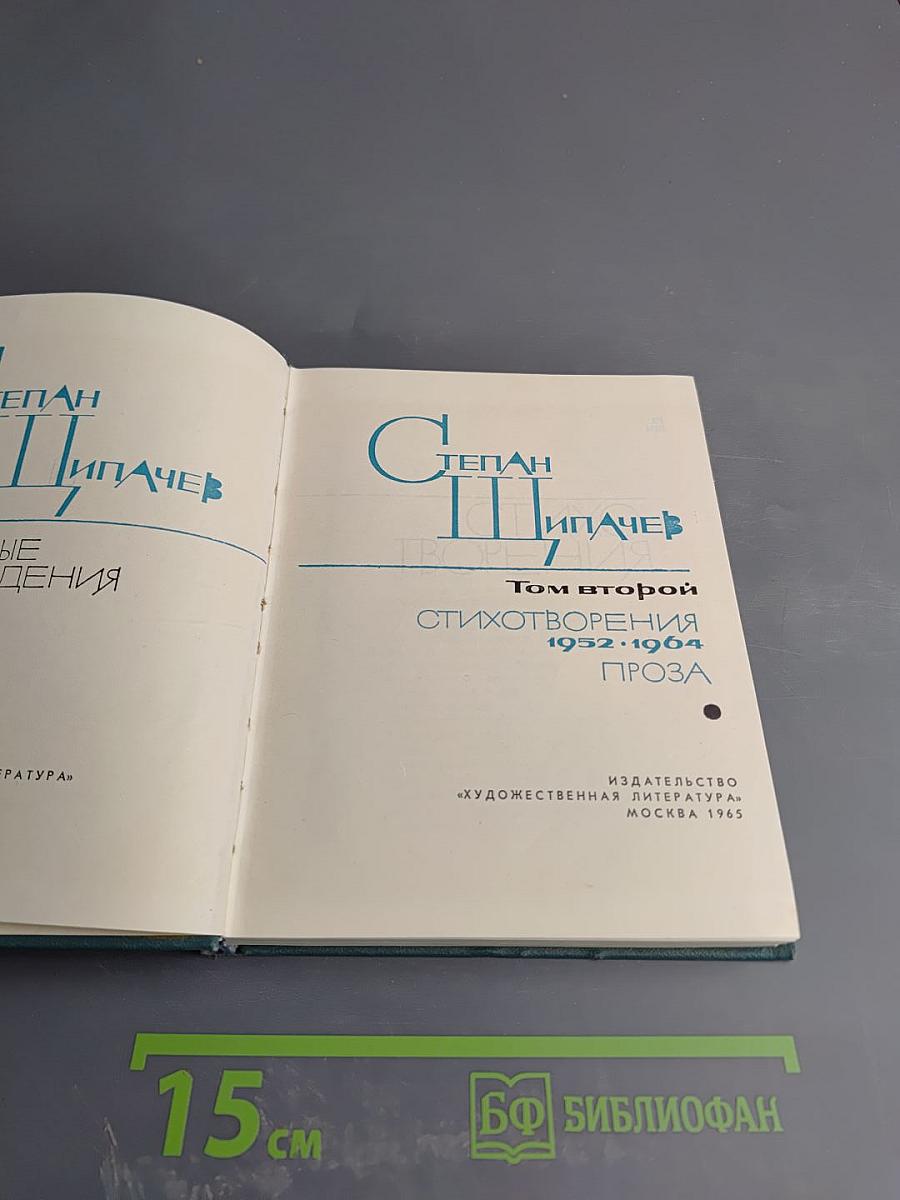 ТЕПАН
ЩИПАЧЕВ
ЫЕ
ДЕНИЯ
ЕРАТУРА»
СТЕПАН
ЩИПАЧЕВ
Том второй
СТИХОТВОРЕНИЯ
1952 · 1964
ПРОЗА
ИЗДАТЕЛЬСТВО
«ХУДОЖЕСТВЕННАЯ ЛИТЕРАТУРА»
МОСКВА 1965
15 см
БФ БИБЛИОФАН